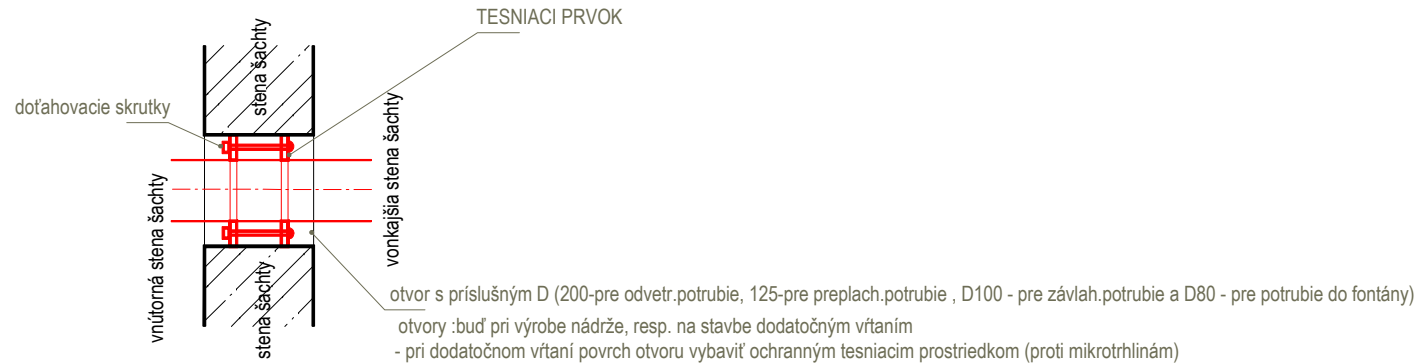 TESNIACI PRVOK
doťahovacie skrutky
stena šachty
vnútorná stena šachty
vonkajšia stena šachty
stena šachty
otvor s príslušným D (200-pre odvetr.potrubie, 125-pre preplach.potrubie , D100 - pre závlah.potrubie a D80 - pre potrubie do fontány)
otvory :buď pri výrobe nádrže, resp. na stavbe dodatočným vŕtaním
- pri dodatočnom vŕtaní povrch otvoru vybaviť ochranným tesniacim prostriedkom (proti mikrotrhlinám)